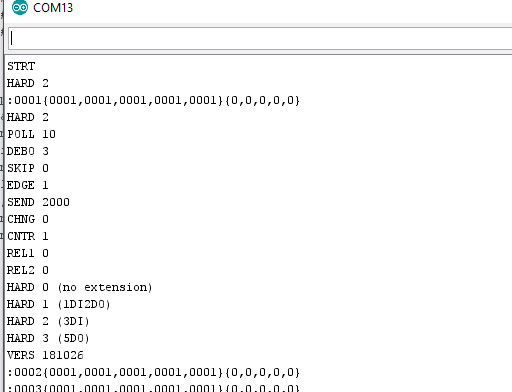 COM13
STRT
HARD 2
:0001{0001,0001,0001,0001,0001}{0,0,0,0,0}
HARD 2
POLL 10
DEBO 3
SKIP 0
EDGE 1
SEND 2000
CHNG 0
CNTR 1
REL1 0
REL2 0
HARD 0 (no extension)
HARD 1 (1DI2DO)
HARD 2 (3DI)
HARD 3 (5DO)
VERS 181026
:0002{0001,0001,0001,0001,0001}{0,0,0,0,0}
:0003{0001,0001,0001,0001,0001}{0,0,0,0,0}